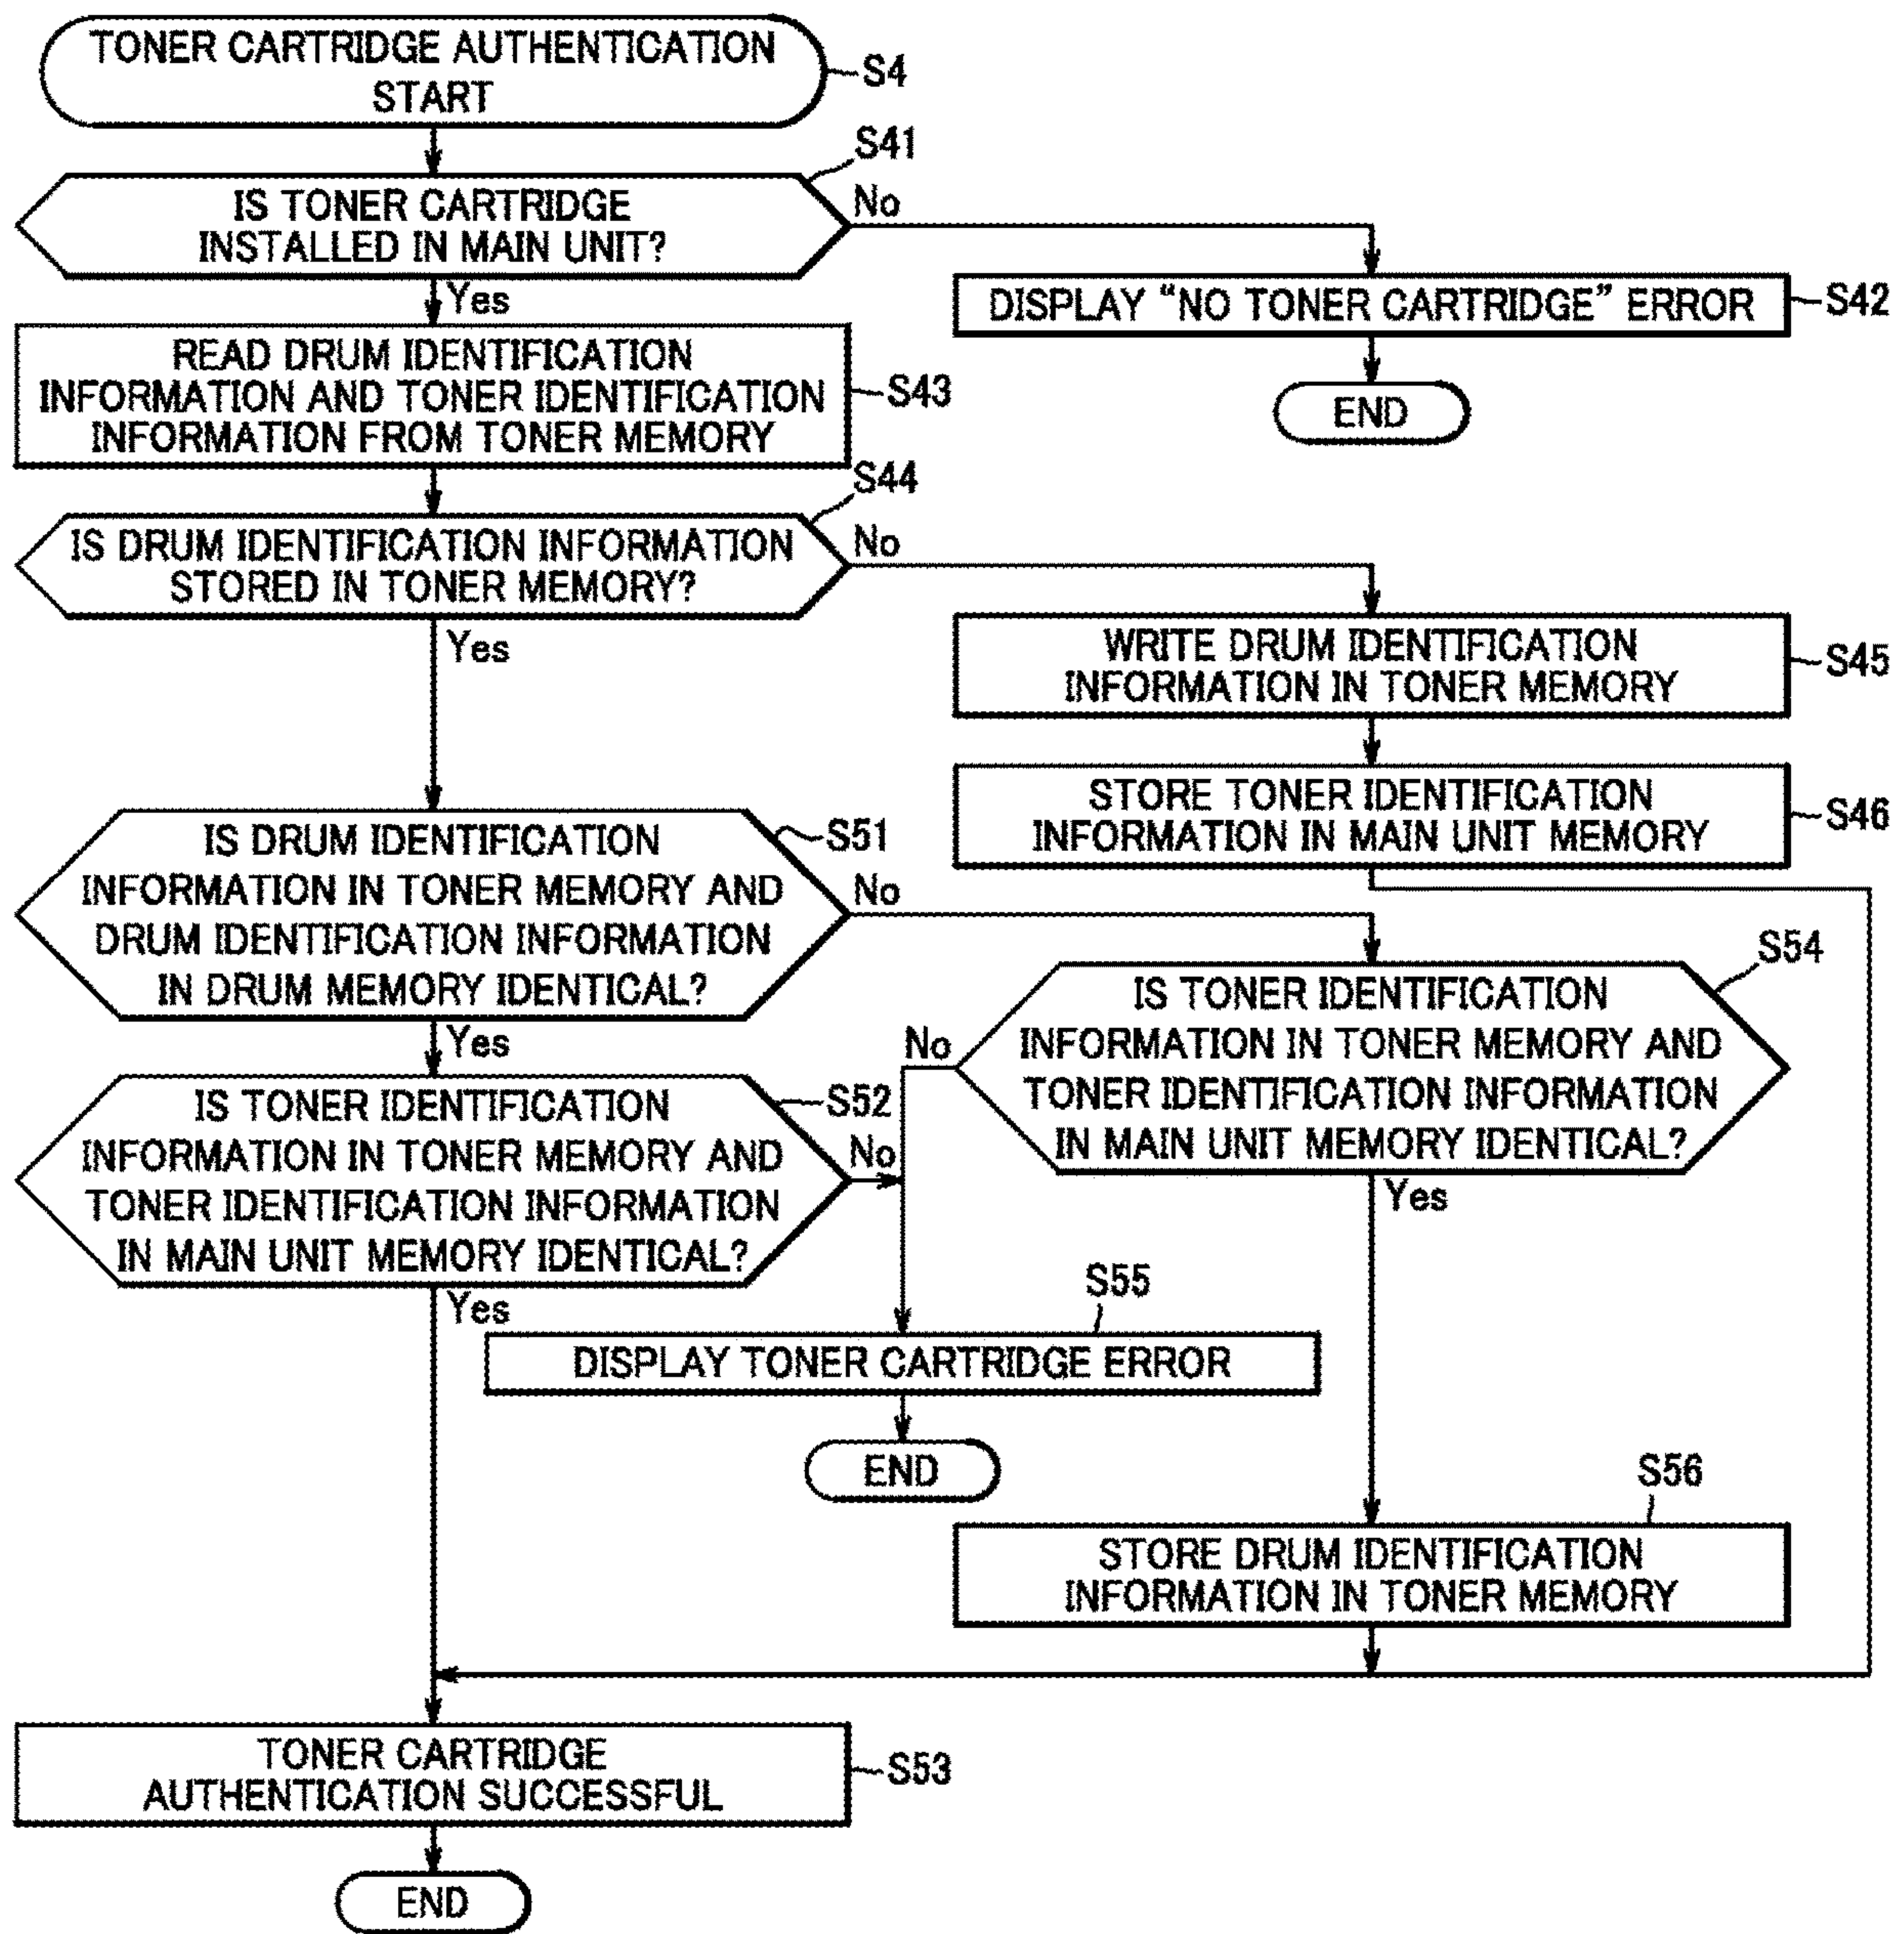 TONER CARTRIDGE AUTHENTICATION
START
S4
S41
IS TONER CARTRIDGE
INSTALLED IN MAIN UNIT?
No
Yes
DISPLAY “NO TONER CARTRIDGE” ERROR
S42
END
READ DRUM IDENTIFICATION
INFORMATION AND TONER IDENTIFICATION
INFORMATION FROM TONER MEMORY
S43
S44
IS DRUM IDENTIFICATION INFORMATION
STORED IN TONER MEMORY?
No
Yes
WRITE DRUM IDENTIFICATION
INFORMATION IN TONER MEMORY
S45
STORE TONER IDENTIFICATION
INFORMATION IN MAIN UNIT MEMORY
S46
IS DRUM IDENTIFICATION
INFORMATION IN TONER MEMORY AND
DRUM IDENTIFICATION INFORMATION
IN DRUM MEMORY IDENTICAL?
S51
No
Yes
S54
IS TONER IDENTIFICATION
INFORMATION IN TONER MEMORY AND
TONER IDENTIFICATION INFORMATION
IN MAIN UNIT MEMORY IDENTICAL?
No
Yes
IS TONER IDENTIFICATION
INFORMATION IN TONER MEMORY AND
TONER IDENTIFICATION INFORMATION
IN MAIN UNIT MEMORY IDENTICAL?
S52
No
Yes
S55
DISPLAY TONER CARTRIDGE ERROR
END
S56
STORE DRUM IDENTIFICATION
INFORMATION IN TONER MEMORY
TONER CARTRIDGE
AUTHENTICATION SUCCESSFUL
S53
END